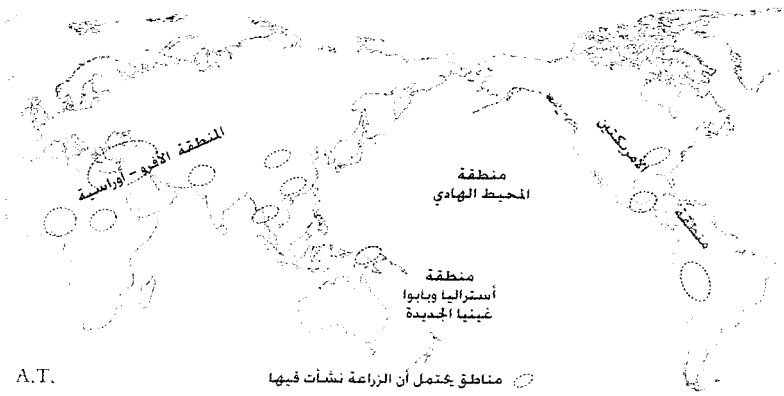 المنطقة الأفرو - أوراسية
منطقة
المحيط الهادي
منطقة
الأمريكتين
منطقة
أستراليا وبابوا
غينيا الجديدة
مناطق يحتمل أن الزراعة نشأت فيها
A.T.